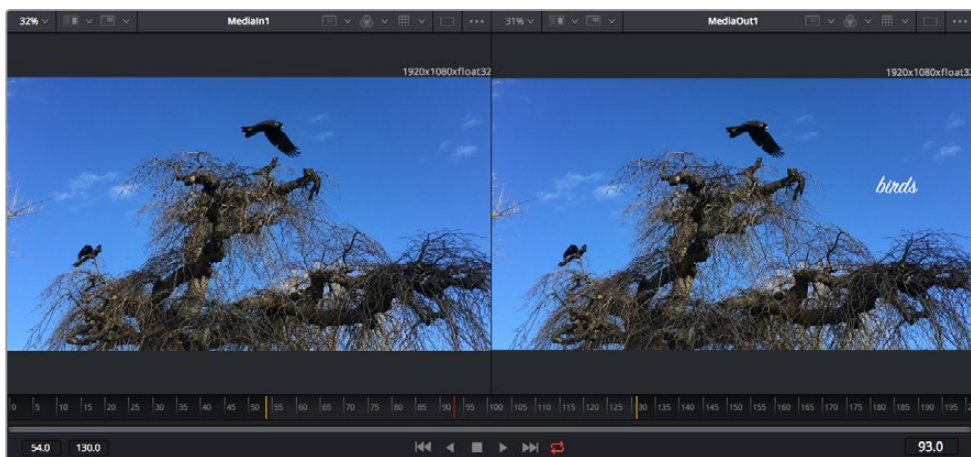 32% MediaIn1 31% MediaOut1
1920x1080xfloat32 1920x1080xfloat32
birds
0 5 10 15 20 25 30 35 40 45 50 55 60 65 70 75 80 85 90 95 100 105 110 115 120 125 130 135 140 145 150 155 160 165 170 175 180 185 190 195
54.0 130.0 93.0